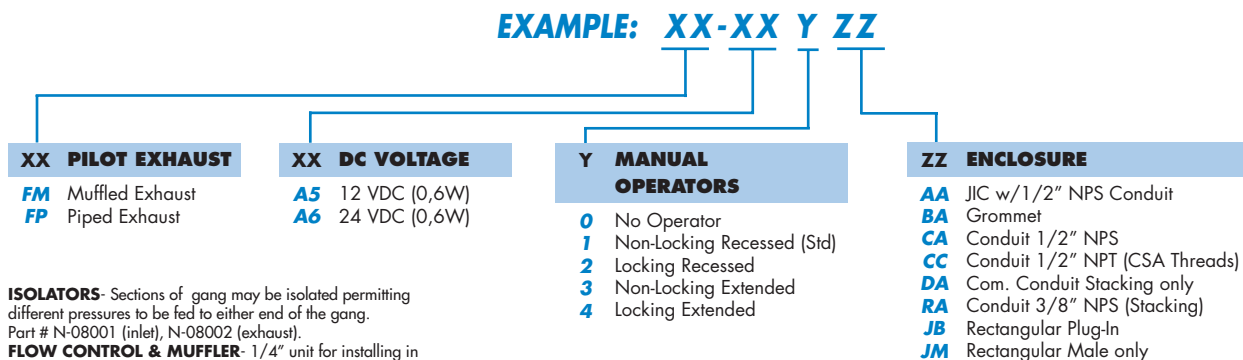 EXAMPLE: XX-XX Y ZZ
XX PILOT EXHAUST
FM Muffled Exhaust
FP Piped Exhaust
XX DC VOLTAGE
A5 12 VDC (0,6W)
A6 24 VDC (0,6W)
Y MANUAL
OPERATORS
0 No Operator
1 Non-Locking Recessed (Std)
2 Locking Recessed
3 Non-Locking Extended
4 Locking Extended
ZZ ENCLOSURE
AA JIC w/1/2" NPS Conduit
BA Grommet
CA Conduit 1/2" NPS
CC Conduit 1/2" NPT (CSA Threads)
DA Com. Conduit Stacking only
RA Conduit 3/8" NPS (Stacking)
JB Rectangular Plug-In
JM Rectangular Male only
ISOLATORS- Sections of gang may be isolated permitting
different pressures to be fed to either end of the gang.
Part # N-08001 (inlet), N-08002 (exhaust).
FLOW CONTROL & MUFFLER- 1/4" unit for installing in